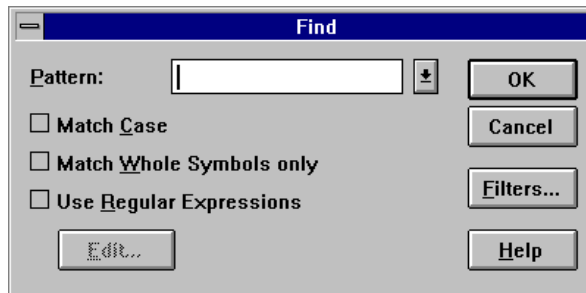 Find
Pattern:
OK
Match Case
Cancel
Match Whole Symbols only
Filters...
Use Regular Expressions
Edit...
Help